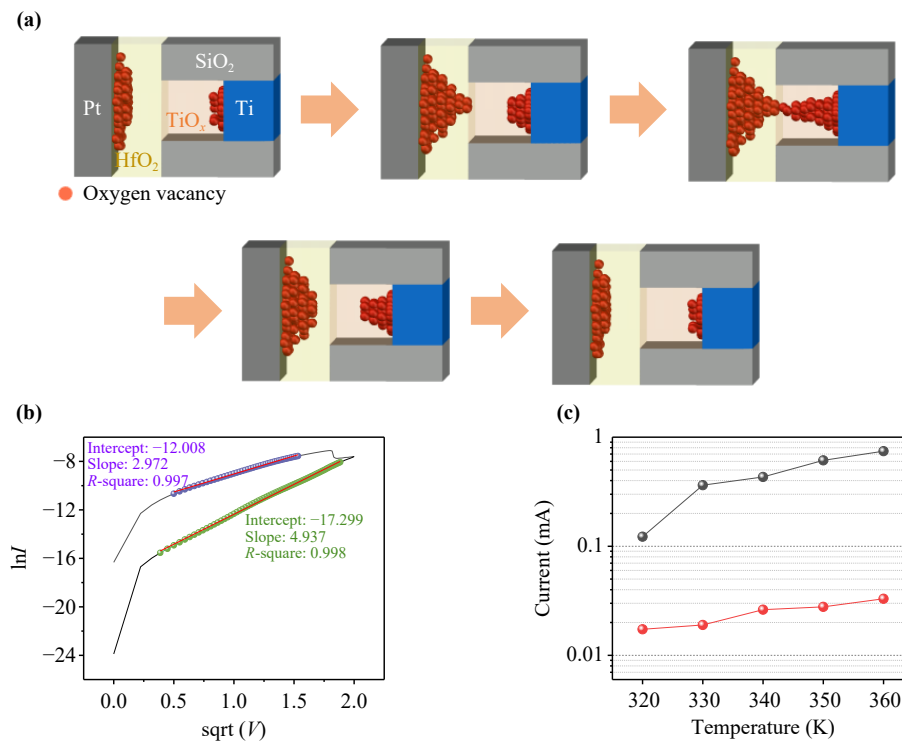 (a)
SiO₂
Pt
Ti
TiOₓ
HfO₂
Oxygen vacancy
(b)
Intercept: −12.008
Slope: 2.972
R-square: 0.997
Intercept: −17.299
Slope: 4.937
R-square: 0.998
lnI
−8
−12
−16
−20
−24
0.0
0.5
1.0
1.5
2.0
sqrt (V)
(c)
Current (mA)
1
0.1
0.01
320
330
340
350
360
Temperature (K)